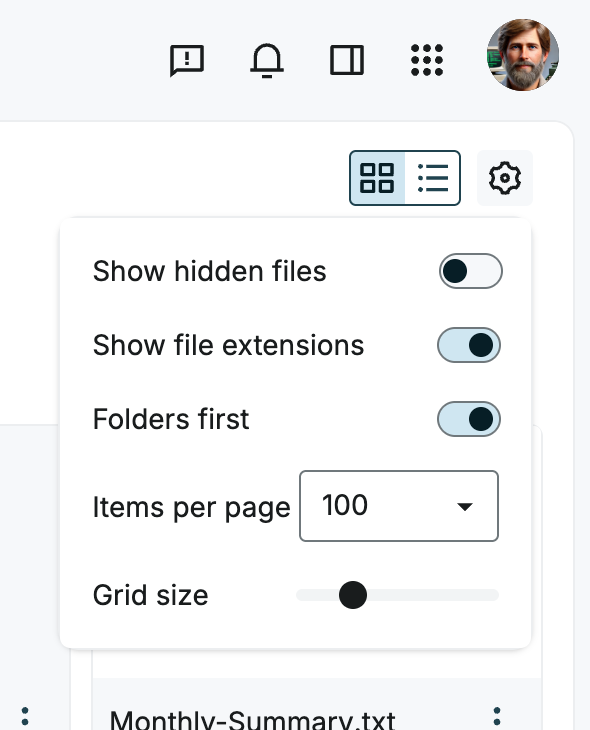 Show hidden files
Show file extensions
Folders first
Items per page 100
Grid size
Monthly-Summary.txt